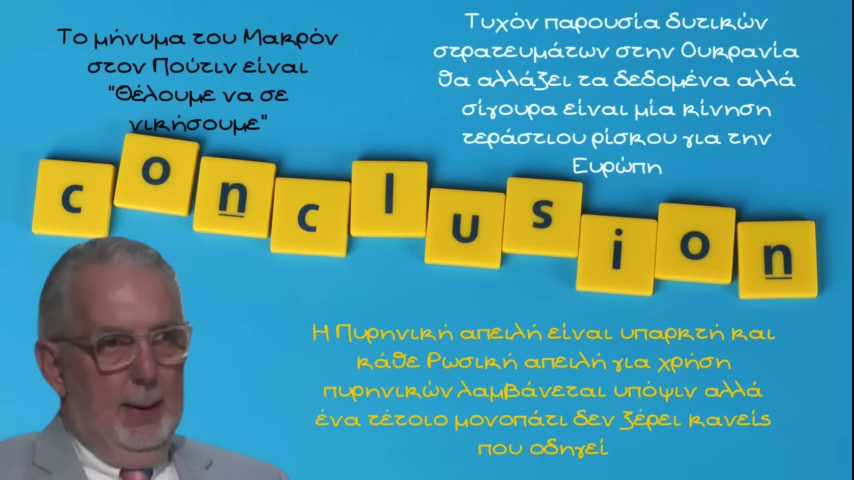 Το μήνυμα του Μακρόν
στον Πούτιν είναι
"Θέλουμε να σε
νικήσουμε"
Τυχόν παρουσία δυτικών
στρατευμάτων στην Ουκρανία
θα αλλάξει τα δεδομένα αλλά
σίγουρα είναι μία κίνηση
τεράστιου ρίσκου για την
Ευρώπη
conclusion
Η Πυρηνική απειλή είναι υπαρκτή και
κάθε Ρωσική απειλή για χρήση
πυρηνικών λαμβάνεται υπόψιν αλλά
ένα τέτοιο μονοπάτι δεν ξέρει κανείς
που οδηγεί